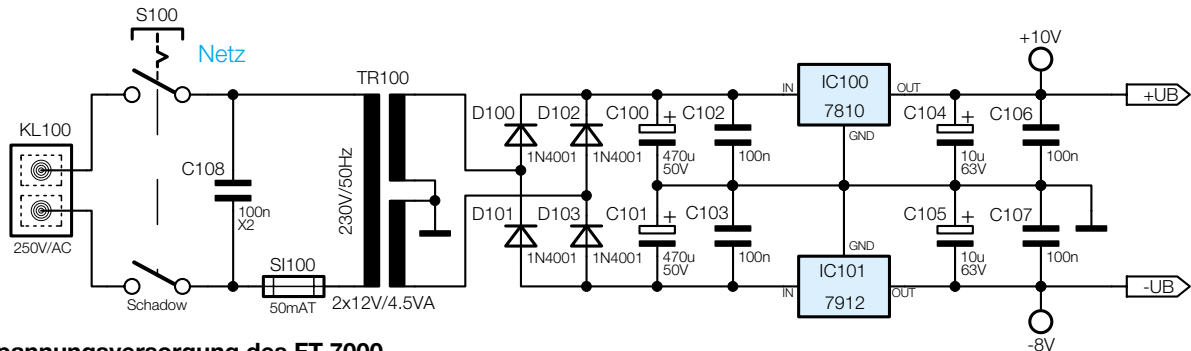 S100
Netz
+10V
TR100
IN
IC100
7810
OUT
GND
+UB
D100
D102
C100
+
C102
C104
+
C106
1N4001
1N4001
470u
50V
100n
10u
63V
100n
KL100
250V/AC
C108
100n
X2
230V/50Hz
D101
D103
C101
+
C103
C105
+
C107
1N4001
1N4001
470u
50V
100n
10u
63V
100n
GND
IN
IC101
7912
OUT
-UB
Schadow
SI100
50mAT
2x12V/4.5VA
-8V